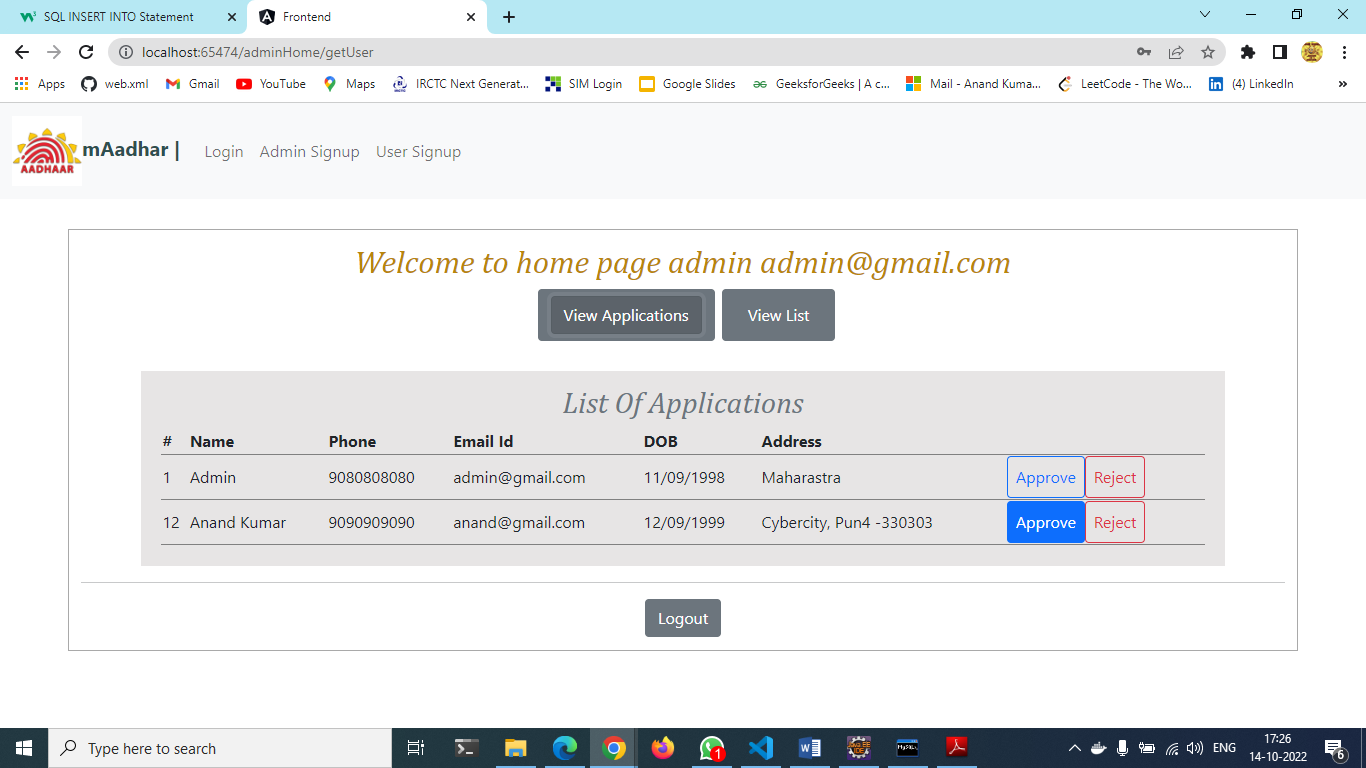 SQL INSERT INTO Statement
Frontend
localhost:65474/adminHome/getUser
Apps web.xml Gmail YouTube Maps IRCTC Next Generat... SIM Login Google Slides GeeksforGeeks | A c... Mail - Anand Kuma... LeetCode - The Wo... (4) LinkedIn »
AADHAAR
mAadhar | Login Admin Signup User Signup
Welcome to home page admin admin@gmail.com
View Applications View List
List Of Applications
# Name Phone Email Id DOB Address
1 Admin 9080808080 admin@gmail.com 11/09/1998 Maharastra Approve Reject
12 Anand Kumar 9090909090 anand@gmail.com 12/09/1999 Cybercity, Pun4 -330303 Approve Reject
Logout
Type here to search
1
ENG
17:26
14-10-2022
6